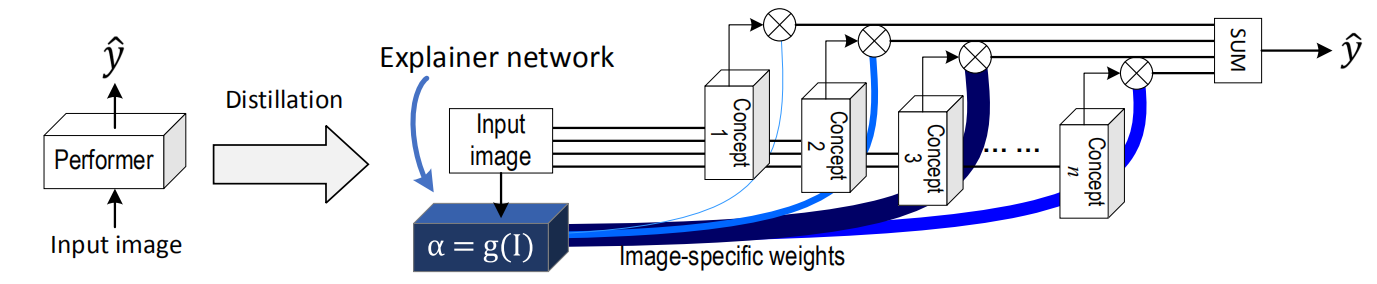 ŷ
Performer
Input image
Distillation
Explainer network
Input
image
α = g(I)
Image-specific weights
Concept
1
Concept
2
Concept
3
... ...
Concept
n
SUM
ŷ